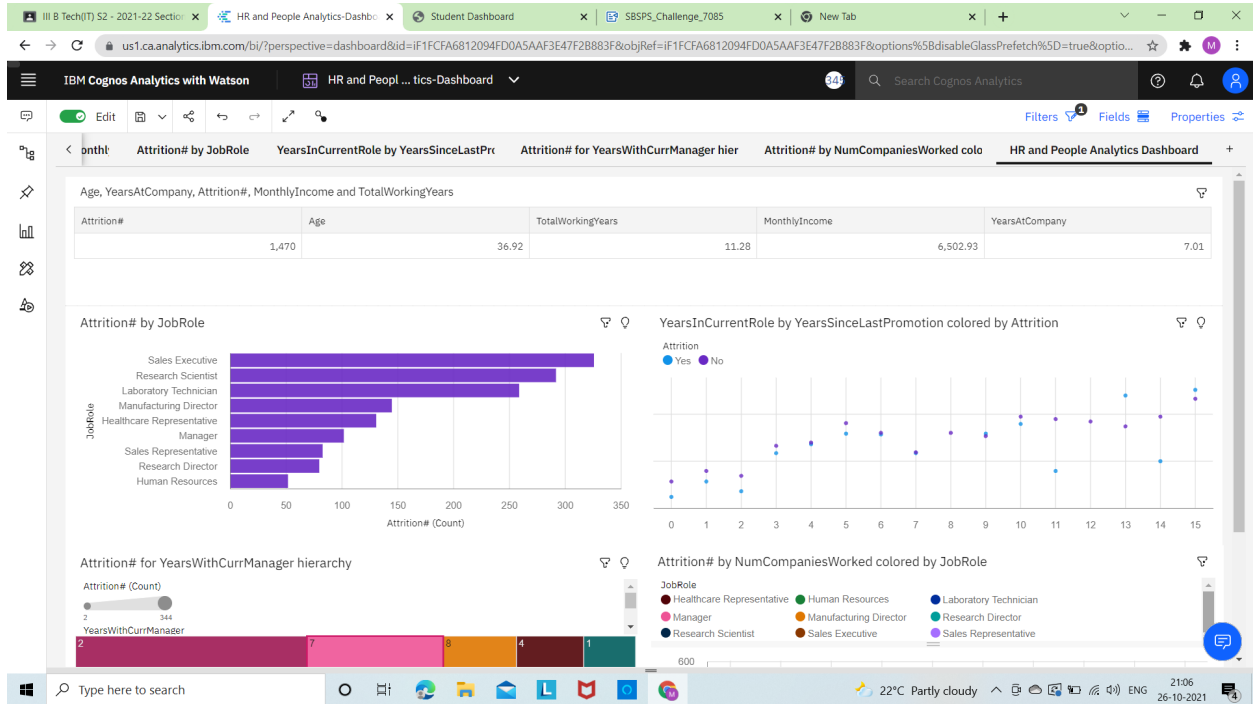 III B Tech(IT) S2 - 2021-22 Section
HR and People Analytics-Dashbo
Student Dashboard
SBSPS_Challenge_7085
New Tab
us1.ca.analytics.ibm.com/bi/?perspective=dashboard&id=iF1FCFA6812094FD0A5AAF3E47F2B883F&objRef=iF1FCFA6812094FD0A5AAF3E47F2B883F&options%5BdisableGlassPrefetch%5D=true&optio...
M
IBM Cognos Analytics with Watson
HR and Peopl ... tics-Dashboard
345
Search Cognos Analytics
Edit
Filters 1
Fields
Properties
onthly
Attrition# by JobRole
YearsInCurrentRole by YearsSinceLastPro
Attrition# for YearsWithCurrManager hier
Attrition# by NumCompaniesWorked colo
HR and People Analytics Dashboard
Age, YearsAtCompany, Attrition#, MonthlyIncome and TotalWorkingYears
Attrition# Age TotalWorkingYears MonthlyIncome YearsAtCompany
1,470 36.92 11.28 6,502.93 7.01
Attrition# by JobRole
JobRole
Sales Executive
Research Scientist
Laboratory Technician
Manufacturing Director
Healthcare Representative
Manager
Sales Representative
Research Director
Human Resources
0 50 100 150 200 250 300 350
Attrition# (Count)
YearsInCurrentRole by YearsSinceLastPromotion colored by Attrition
Attrition
Yes No
0 1 2 3 4 5 6 7 8 9 10 11 12 13 14 15
Attrition# for YearsWithCurrManager hierarchy
Attrition# (Count)
2 344
YearsWithCurrManager
2 7 8 4 1
Attrition# by NumCompaniesWorked colored by JobRole
JobRole
Healthcare Representative Human Resources Laboratory Technician
Manager Manufacturing Director Research Director
Research Scientist Sales Executive Sales Representative
600
Type here to search
L
22°C Partly cloudy
ENG
21:06
26-10-2021
4